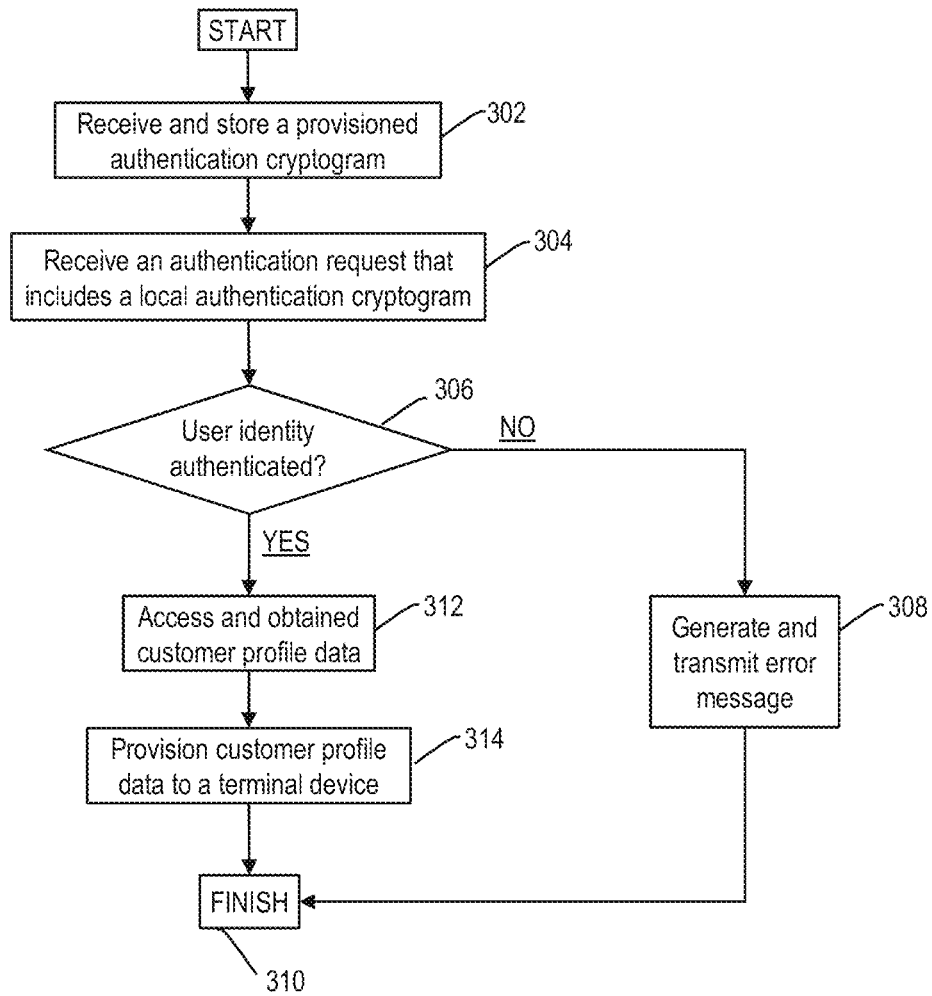 START
Receive and store a provisioned
authentication cryptogram
302
Receive an authentication request that
includes a local authentication cryptogram
304
User identity
authenticated?
306
NO
YES
Access and obtained
customer profile data
312
Generate and
transmit error
message
308
Provision customer profile
data to a terminal device
314
FINISH
310